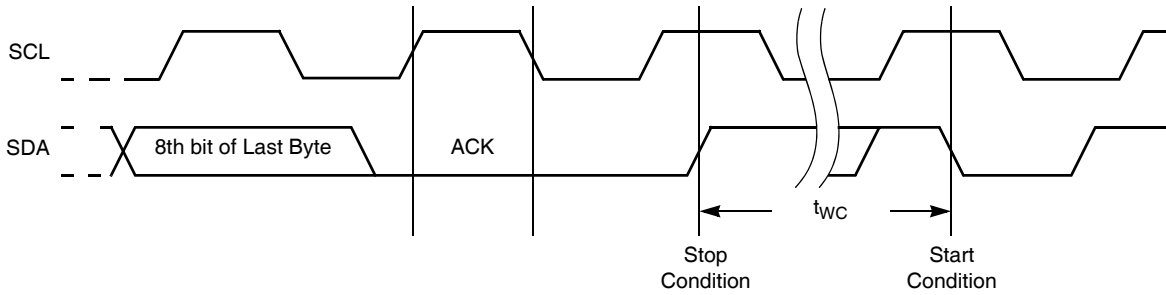 SCL
SDA
8th bit of Last Byte
ACK
tWC
Stop
Condition
Start
Condition